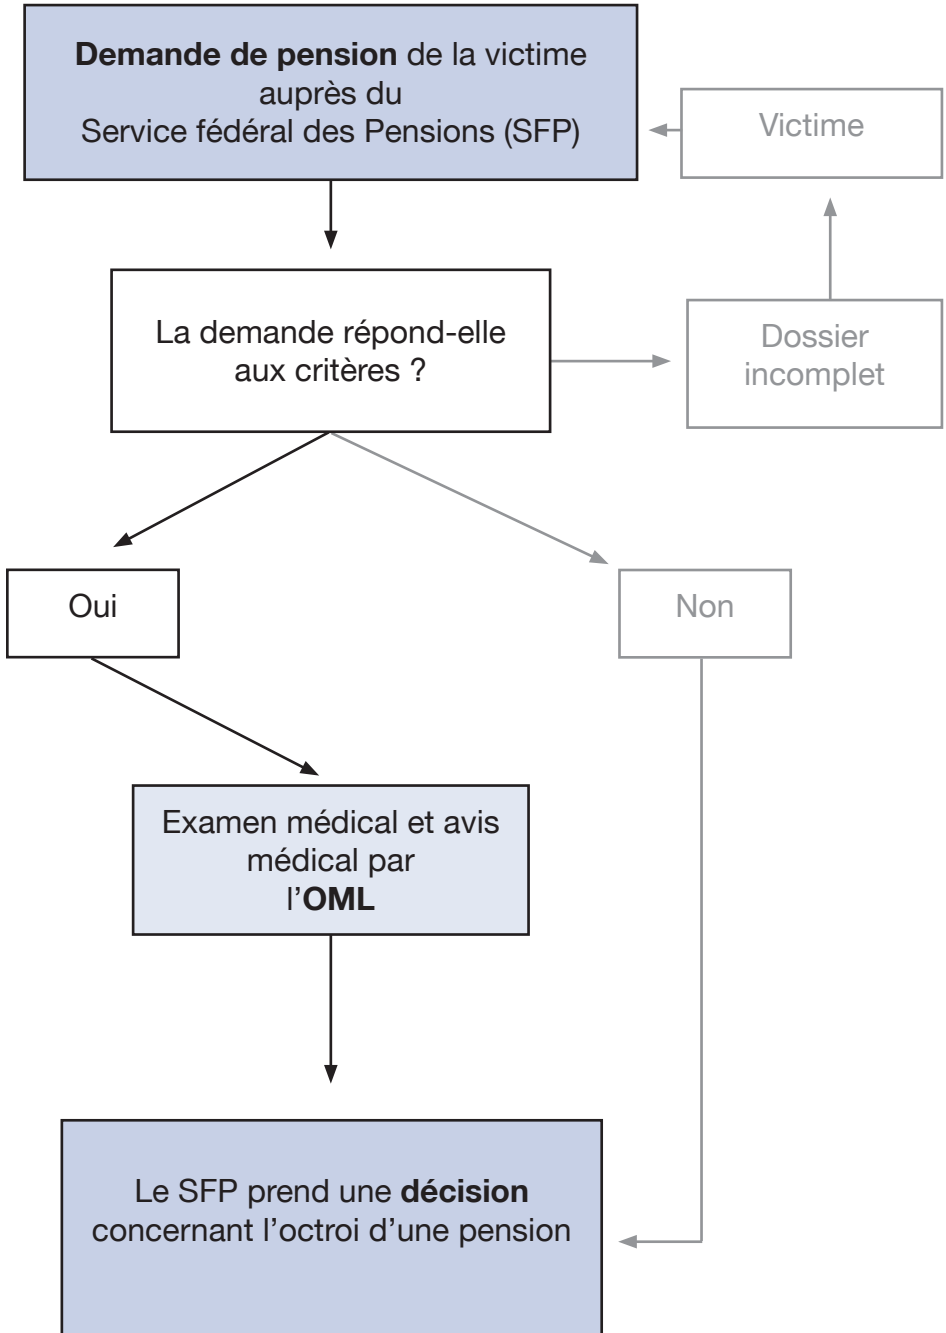 Demande de pension de la victime
auprès du
Service fédéral des Pensions (SFP)
Victime
La demande répond-elle
aux critères ?
Dossier
incomplet
Oui
Non
Examen médical et avis
médical par
l’OML
Le SFP prend une décision
concernant l’octroi d’une pension